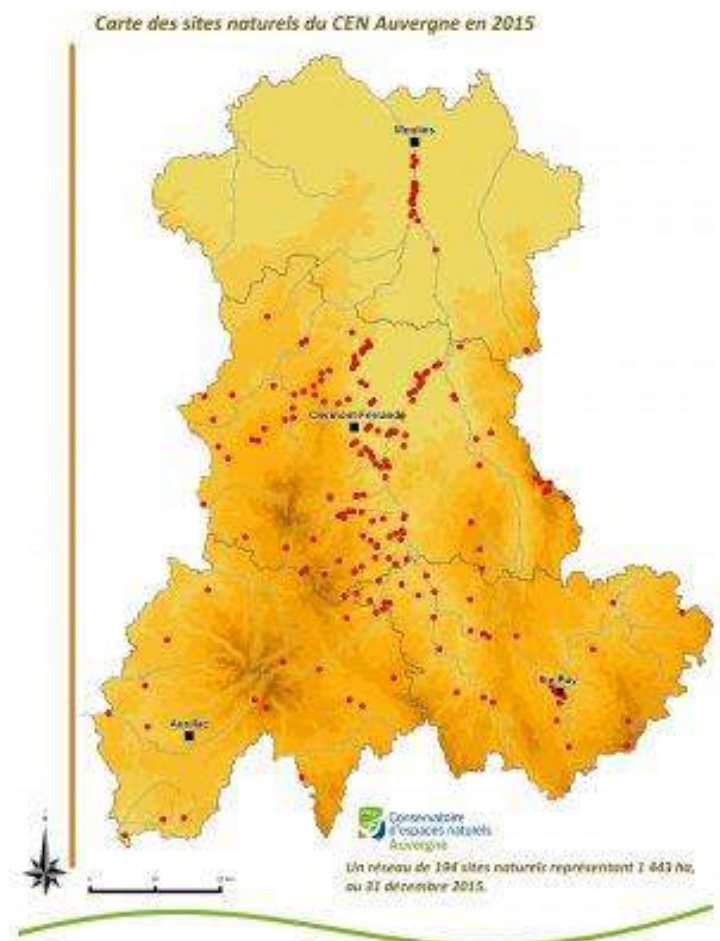 Carte des sites naturels du CEN Auvergne en 2015
Moulins
Clermont-Ferrand
Le Puy
Aurillac
Conservatoire
d'espaces naturels
Auvergne
Un réseau de 194 sites naturels représentant 1 443 ha,
au 31 décembre 2015.